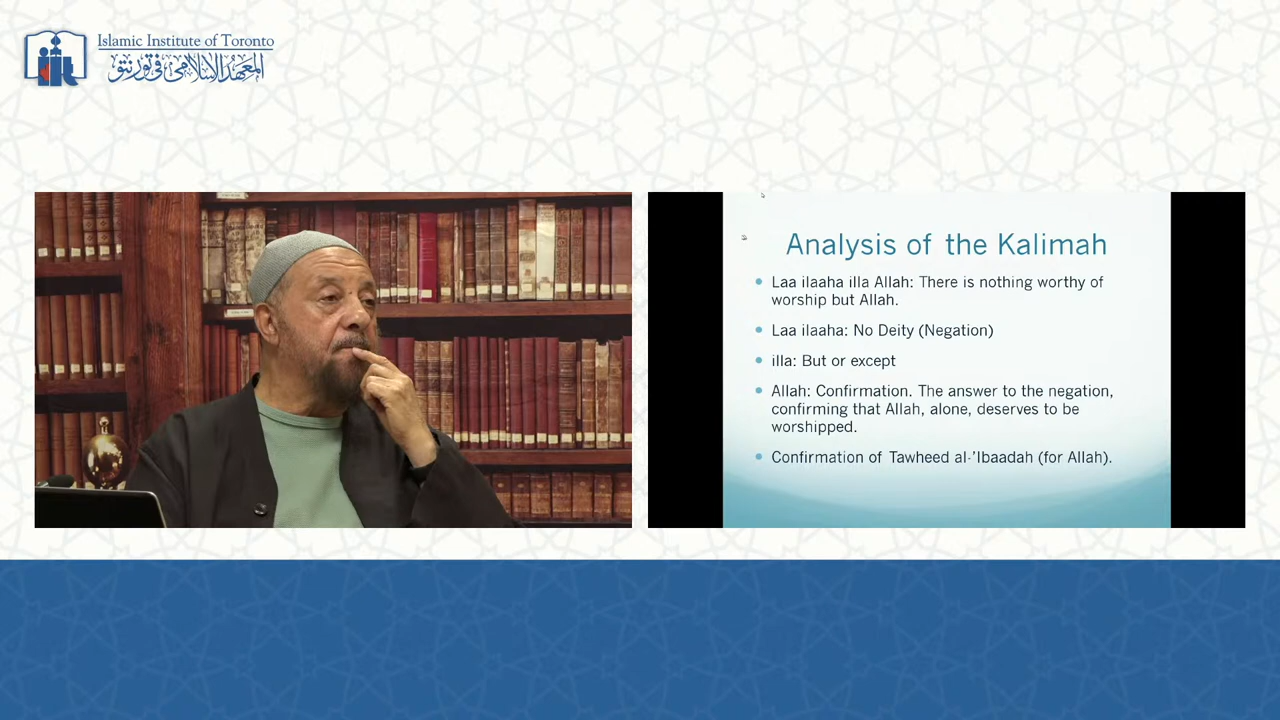 Islamic Institute of Toronto
المعهد الإسلامي في تورنتو
Analysis of the Kalimah
Laa ilaaha illa Allah: There is nothing worthy of
worship but Allah.
Laa ilaaha: No Deity (Negation)
illa: But or except
Allah: Confirmation. The answer to the negation,
confirming that Allah, alone, deserves to be
worshipped.
Confirmation of Tawheed al-'Ibaadah (for Allah).